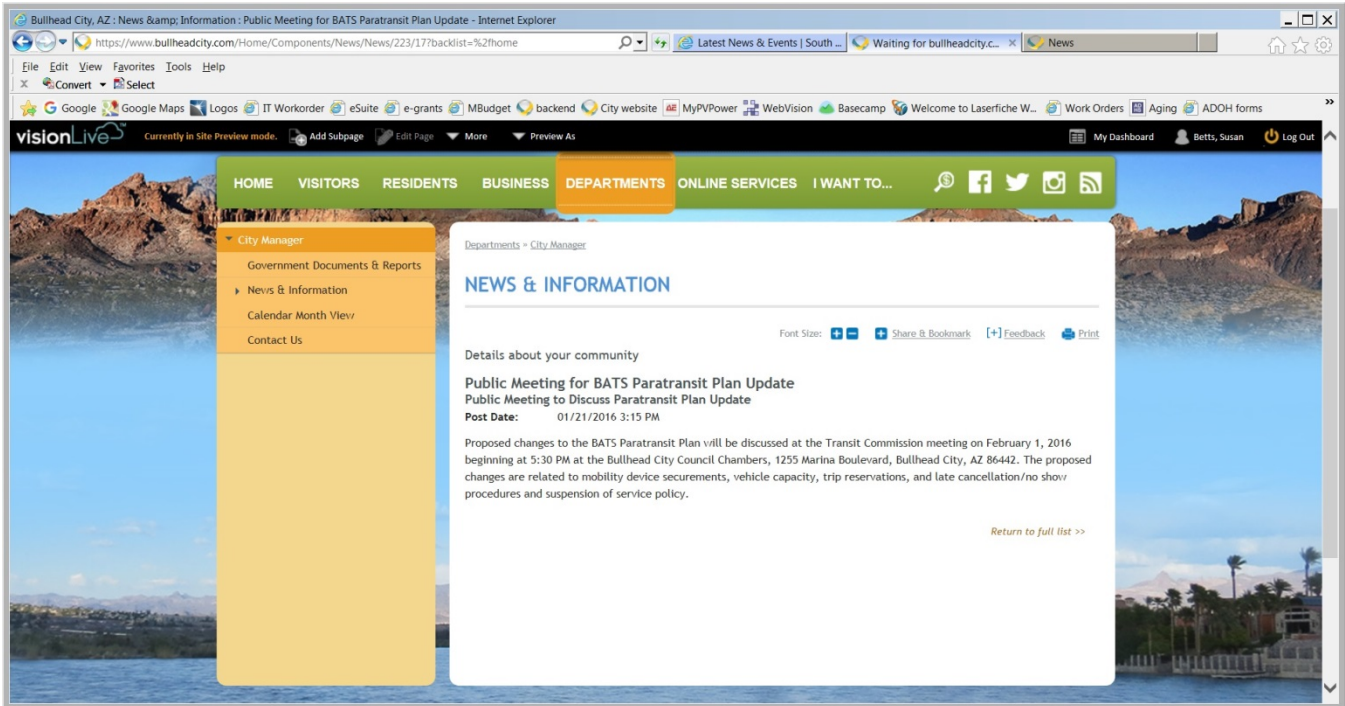 Bullhead City, AZ : News &amp; Information : Public Meeting for BATS Paratransit Plan Update - Internet Explorer
https://www.bullheadcity.com/Home/Components/News/News/223/17?backlist=%2fhome
Latest News & Events | South ...
Waiting for bullheadcity.c...
News
File Edit View Favorites Tools Help
x Convert Select
Google Google Maps Logos IT Workorder eSuite e-grants MBudget backend City website MyPVPower WebVision Basecamp Welcome to Laserfiche W... Work Orders Aging ADOH forms
visionLive Currently in Site Preview mode. Add Subpage Edit Page More Preview As My Dashboard Betts, Susan Log Out
HOME VISITORS RESIDENTS BUSINESS DEPARTMENTS ONLINE SERVICES I WANT TO...
City Manager
Government Documents & Reports
News & Information
Calendar Month View
Contact Us
Departments » City Manager
NEWS & INFORMATION
Font Size: Share & Bookmark [+] Feedback Print
Details about your community
Public Meeting for BATS Paratransit Plan Update
Public Meeting to Discuss Paratransit Plan Update
Post Date: 01/21/2016 3:15 PM
Proposed changes to the BATS Paratransit Plan will be discussed at the Transit Commission meeting on February 1, 2016
beginning at 5:30 PM at the Bullhead City Council Chambers, 1255 Marina Boulevard, Bullhead City, AZ 86442. The proposed
changes are related to mobility device securements, vehicle capacity, trip reservations, and late cancellation/no show
procedures and suspension of service policy.
Return to full list >>